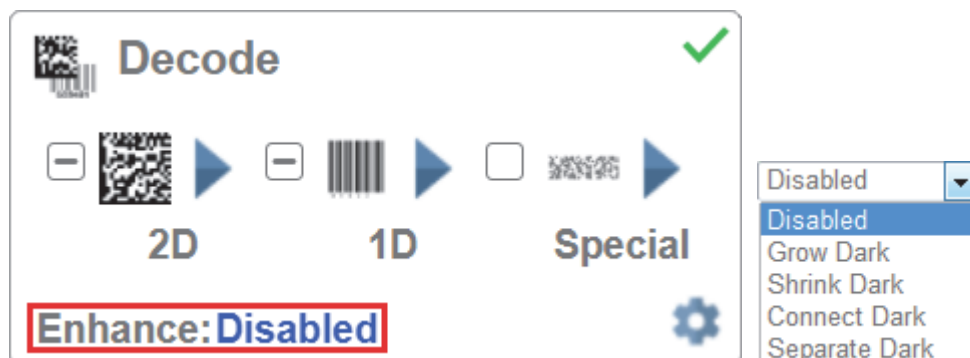 Decode
2D
1D
Special
Enhance:Disabled
Disabled
Disabled
Grow Dark
Shrink Dark
Connect Dark
Separate Dark